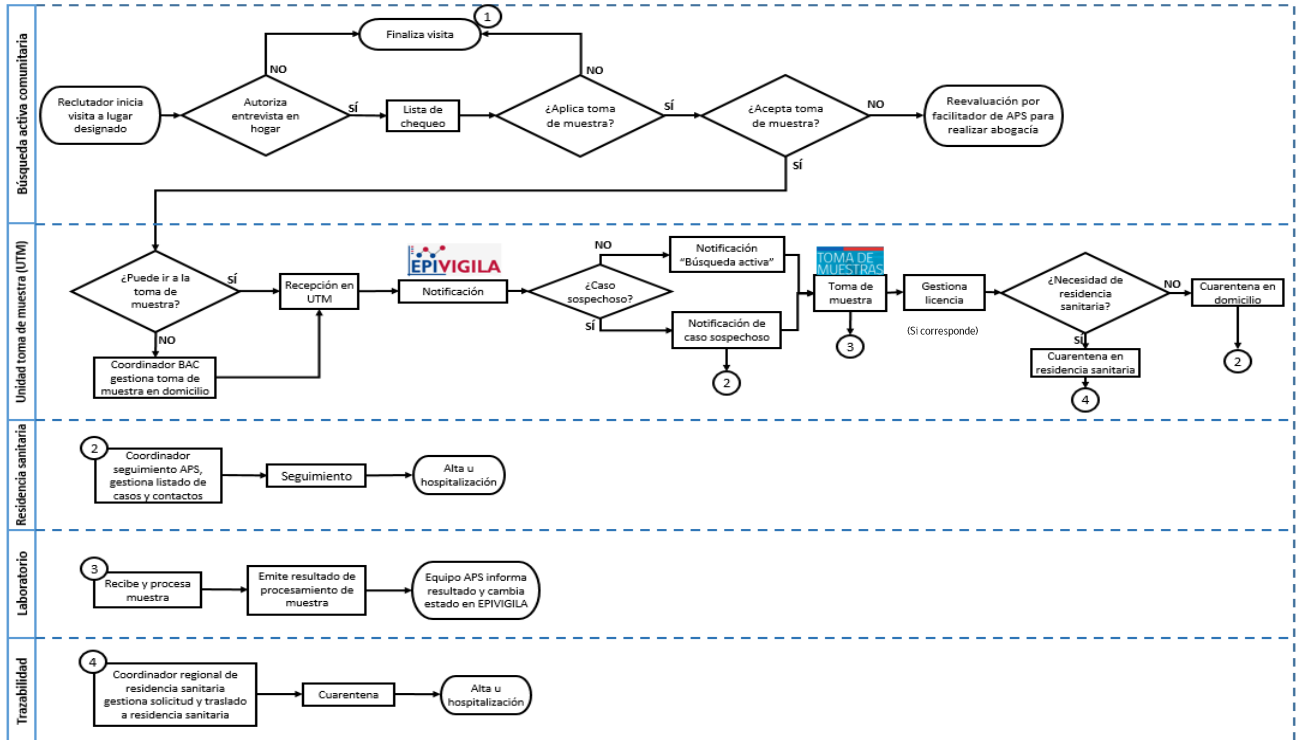 Búsqueda activa comunitaria
1
Finaliza visita
NO
NO
Reclutador inicia
visita a lugar
designado
Autoriza
entrevista en
hogar
SÍ
Lista de
chequeo
¿Aplica toma
de muestra?
SÍ
¿Acepta toma
de muestra?
NO
Reevaluación por
facilitador de APS para
realizar abogacía
SÍ
Unidad toma de muestra (UTM)
¿Puede ir a la
toma de
muestra?
SÍ
NO
Coordinador BAC
gestiona toma de
muestra en domicilio
Recepción en
UTM
EPIVIGILA
Notificación
¿Caso
sospechoso?
NO
Notificación
"Búsqueda activa"
SÍ
Notificación de
caso sospechoso
2
TOMA DE
MUESTRAS
Toma de
muestra
3
Gestiona
licencia
(Si corresponde)
¿Necesidad de
residencia
sanitaria?
NO
Cuarentena en
domicilio
2
SÍ
Cuarentena en
residencia sanitaria
4
Residencia sanitaria
2
Coordinador
seguimiento APS,
gestiona listado de
casos y contactos
Seguimiento
Alta u
hospitalización
Laboratorio
3
Recibe y procesa
muestra
Emite resultado de
procesamiento de
muestra
Equipo APS informa
resultado y cambia
estado en EPIVIGILA
Trazabilidad
4
Coordinador regional de
residencia sanitaria
gestiona solicitud y traslado
a residencia sanitaria
Cuarentena
Alta u
hospitalización